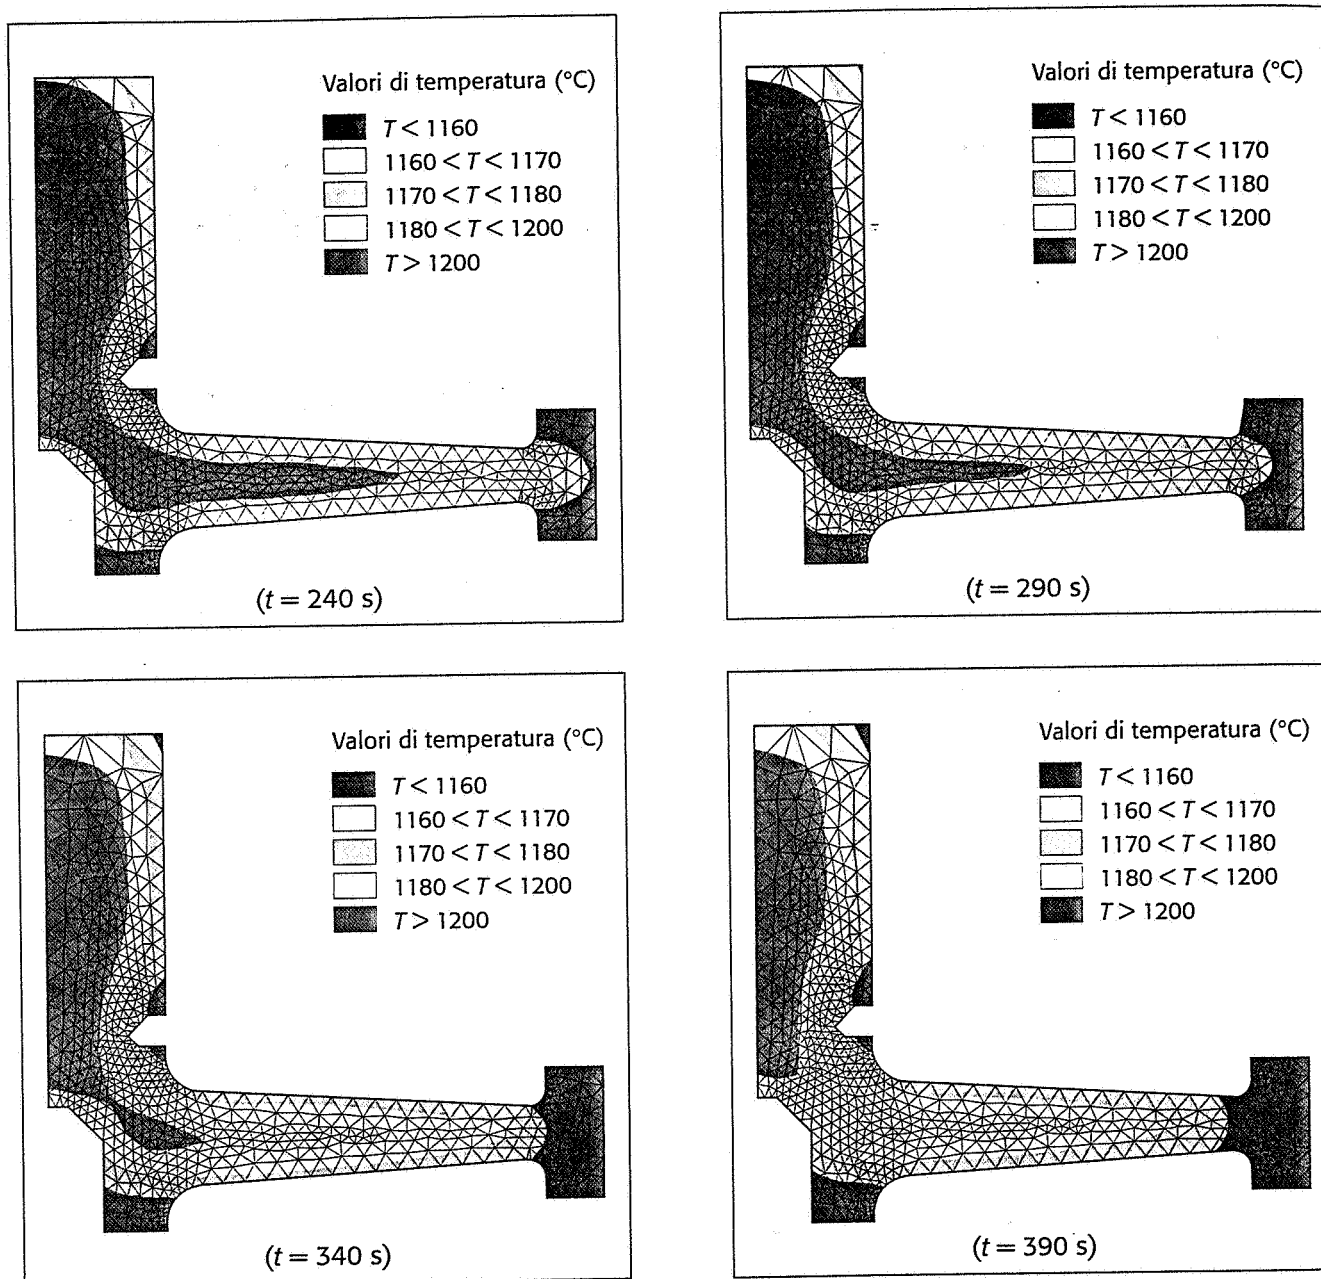 Valori di temperatura (°C)
T < 1160
1160 < T < 1170
1170 < T < 1180
1180 < T < 1200
T > 1200
(t = 240 s)
Valori di temperatura (°C)
T < 1160
1160 < T < 1170
1170 < T < 1180
1180 < T < 1200
T > 1200
(t = 290 s)
Valori di temperatura (°C)
T < 1160
1160 < T < 1170
1170 < T < 1180
1180 < T < 1200
T > 1200
(t = 340 s)
Valori di temperatura (°C)
T < 1160
1160 < T < 1170
1170 < T < 1180
1180 < T < 1200
T > 1200
(t = 390 s)